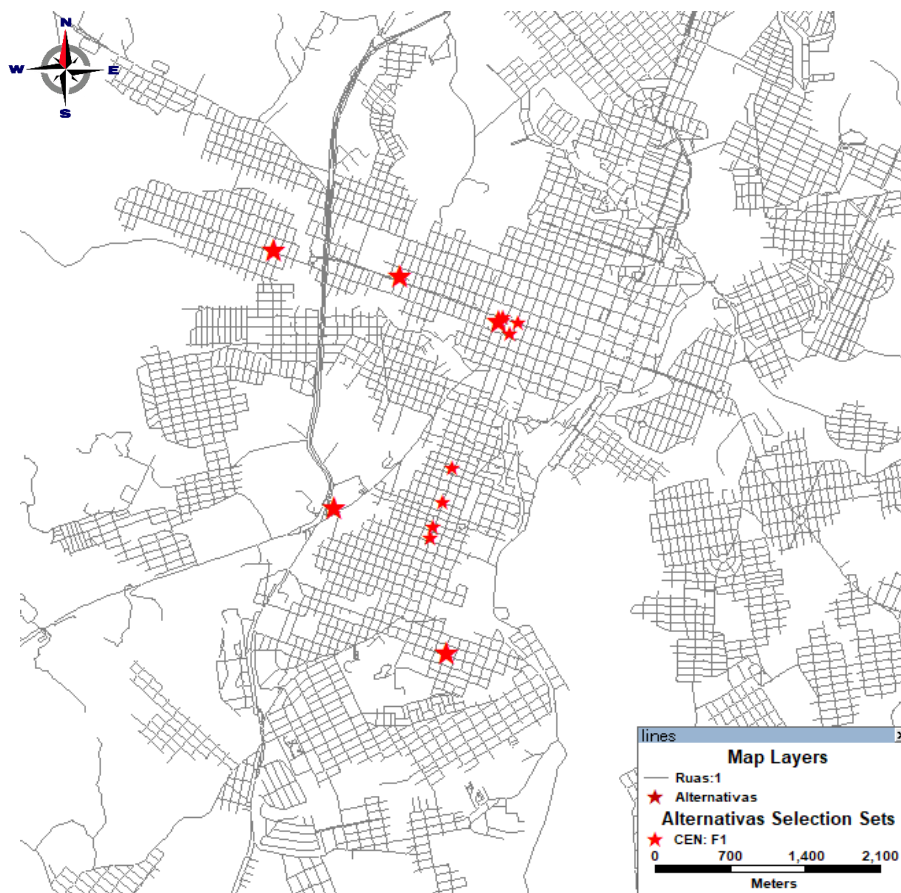 N
W E
S
lines
Map Layers
Ruas:1
Alternativas
Alternativas Selection Sets
CEN: F1
0 700 1,400 2,100
Meters